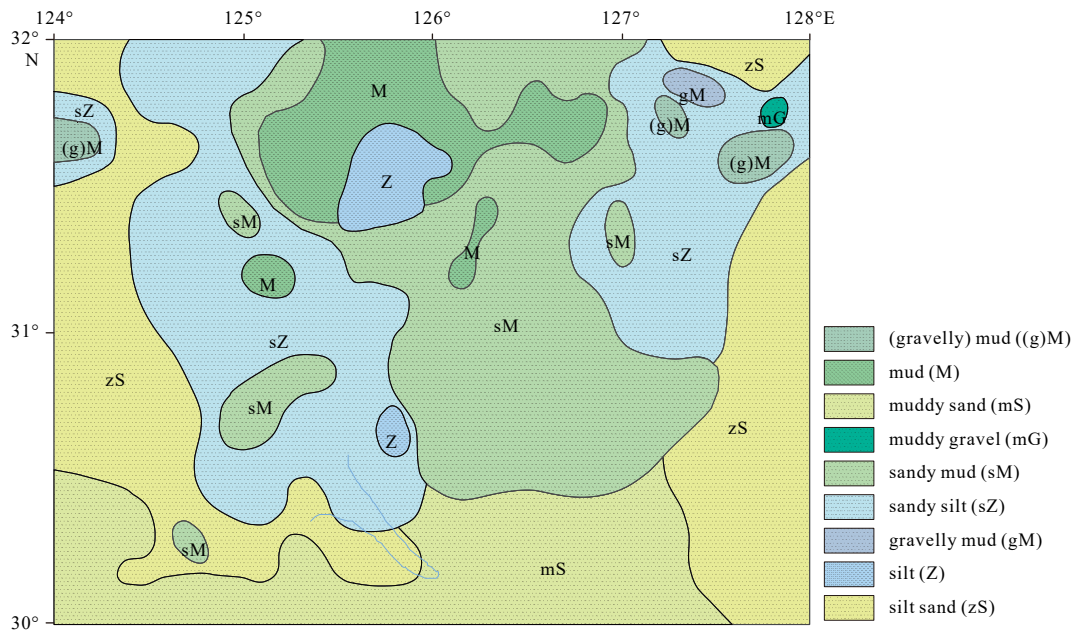 124° 125° 126° 127° 128°E
32°
N
zS
M
sZ
gM
mG
(g)M
(g)M
(g)M
Z
sM
sM
M
sZ
M
sM
31°
sZ
(gravelly) mud ((g)M)
zS
mud (M)
sM
muddy sand (mS)
zS
muddy gravel (mG)
Z
sandy mud (sM)
sandy silt (sZ)
gravelly mud (gM)
sM
mS
silt (Z)
silt sand (zS)
30°